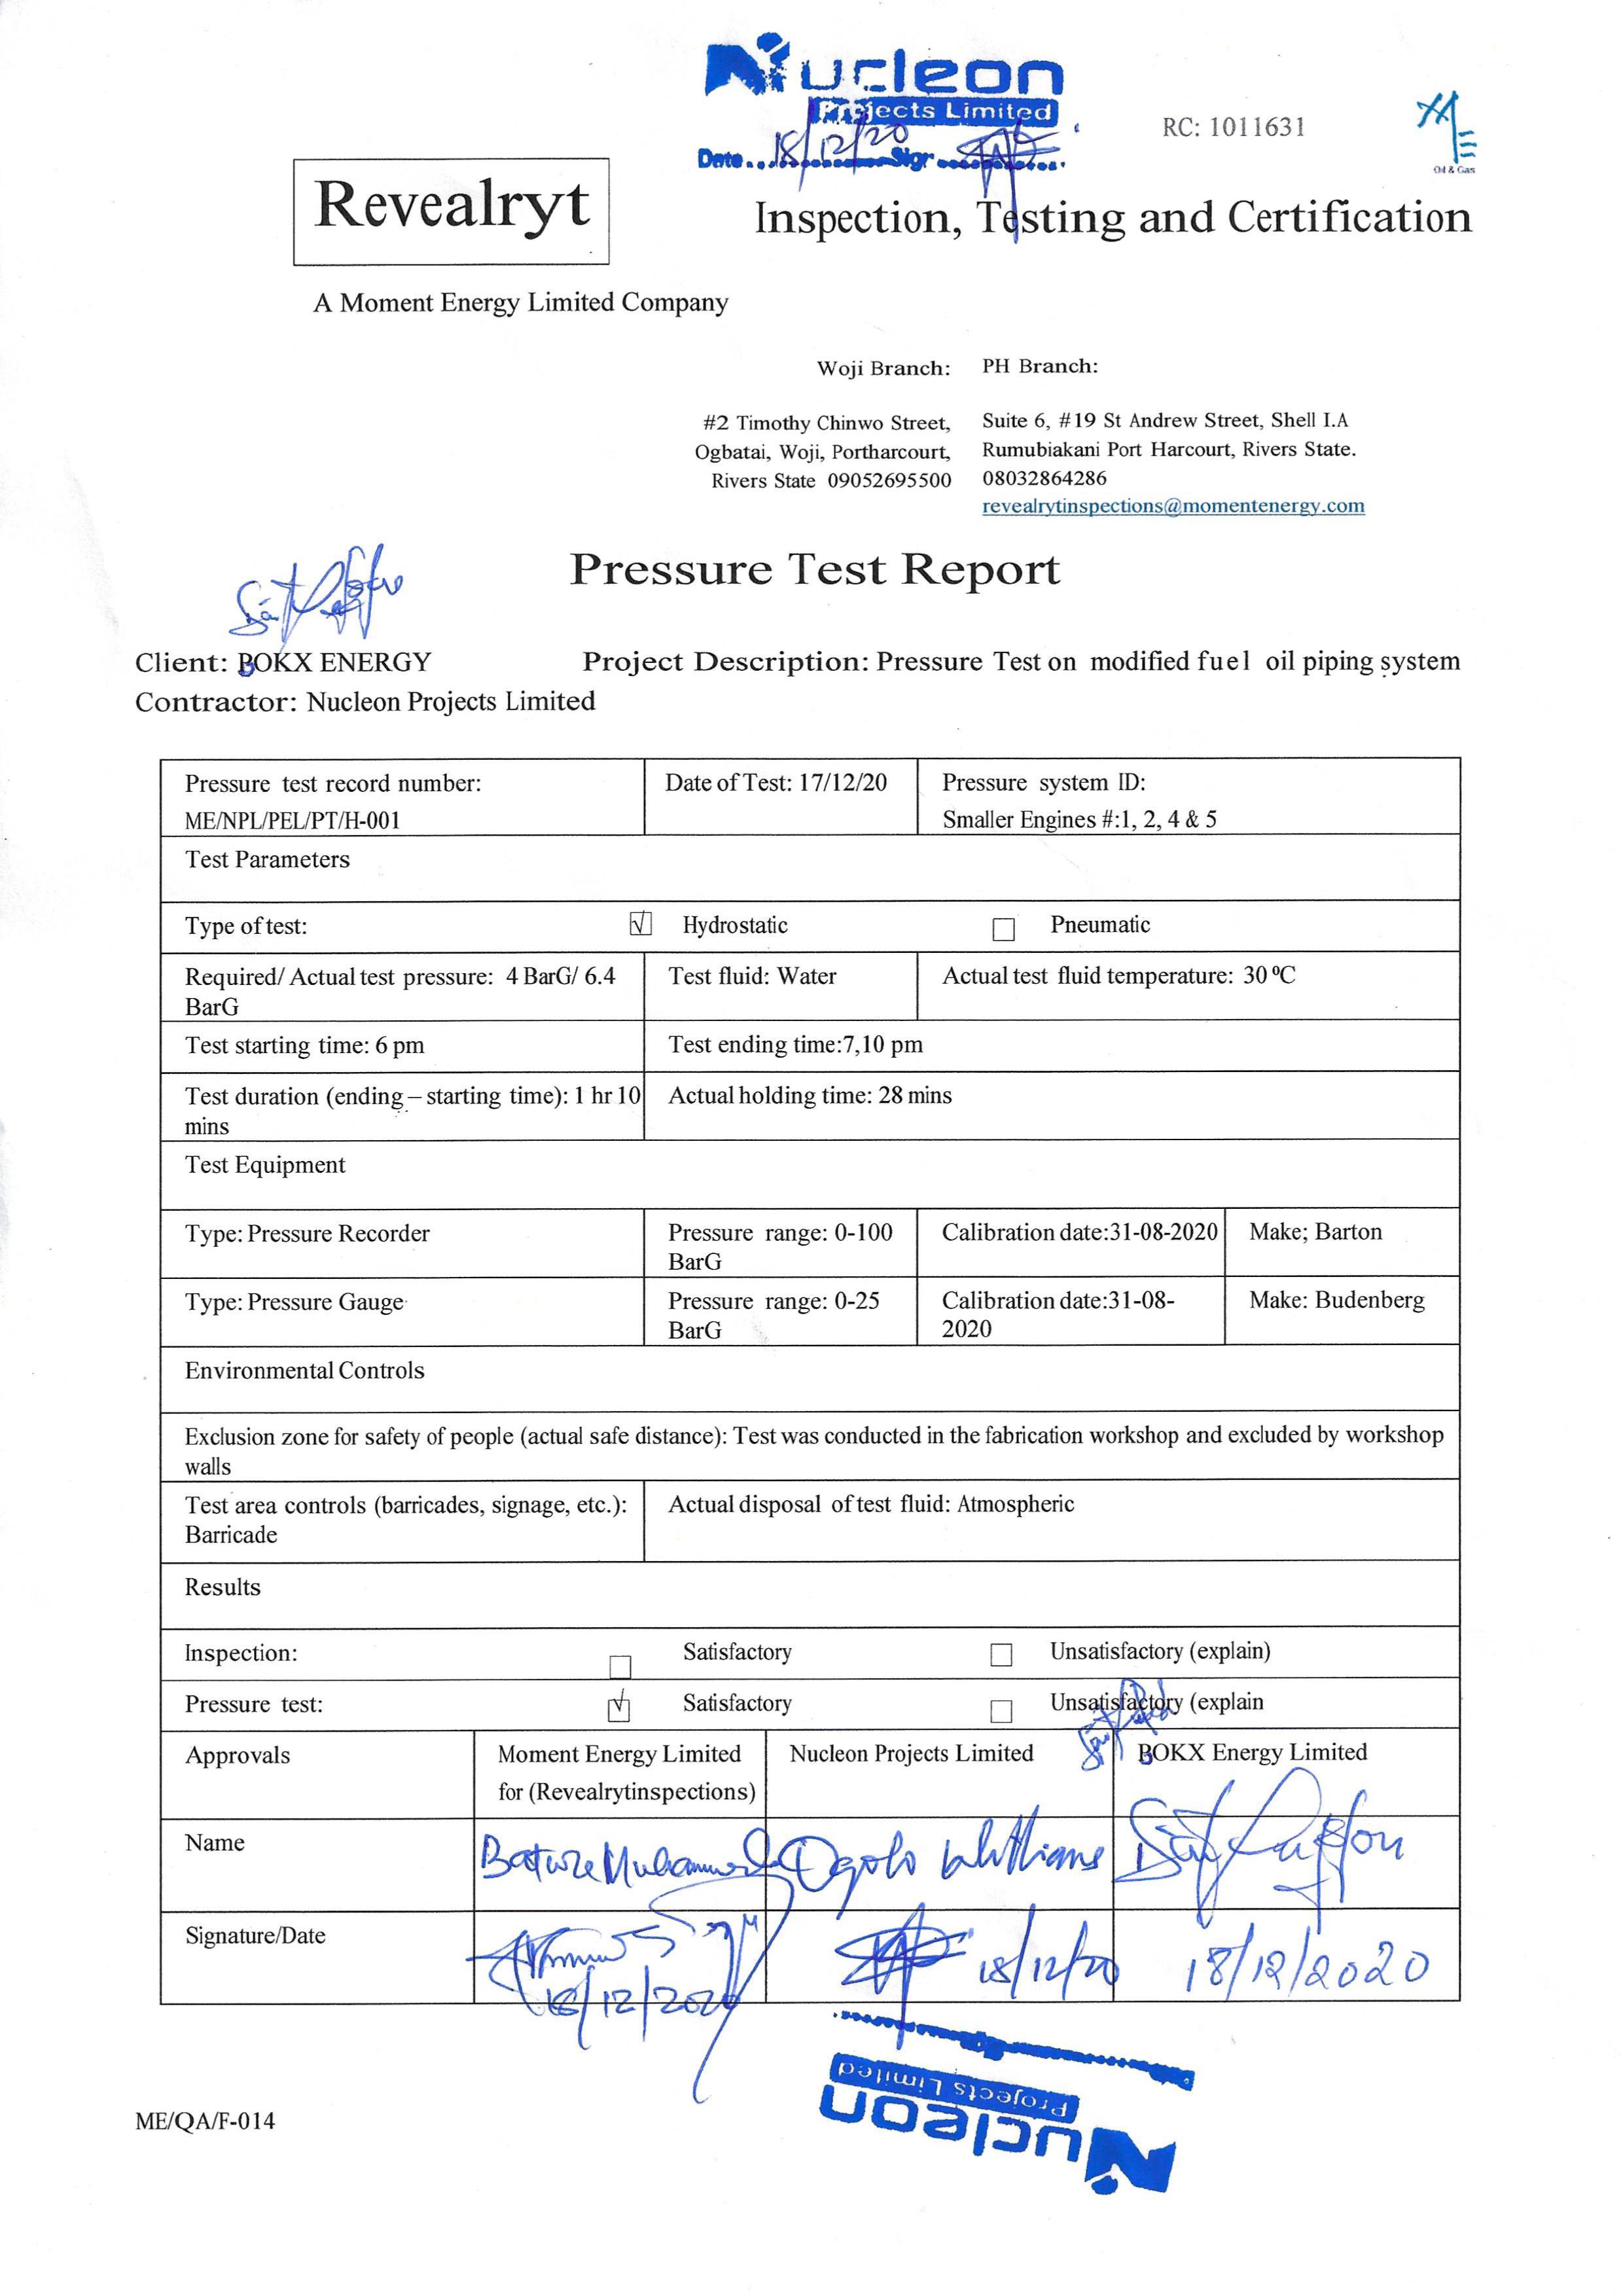 Nucleon
Projects Limited
Date... 18/12/20 Sign
RC: 1011631
Oil & Gas
Revealryt
Inspection, Testing and Certification
A Moment Energy Limited Company
Woji Branch:
#2 Timothy Chinwo Street,
Ogbatai, Woji, Portharcourt,
Rivers State 09052695500
PH Branch:
Suite 6, #19 St Andrew Street, Shell I.A
Rumubiakani Port Harcourt, Rivers State.
08032864286
revealrytinspections@momentenergy.com
Pressure Test Report
Client: BOKX ENERGY
Project Description: Pressure Test on modified fuel oil piping system
Contractor: Nucleon Projects Limited
Pressure test record number:
ME/NPL/PEL/PT/H-001
Date of Test: 17/12/20
Pressure system ID:
Smaller Engines #:1, 2, 4 & 5
Test Parameters
Type of test: √ Hydrostatic Pneumatic
Required/ Actual test pressure: 4 BarG/ 6.4
BarG
Test fluid: Water
Actual test fluid temperature: 30 ⁰C
Test starting time: 6 pm
Test ending time:7,10 pm
Test duration (ending – starting time): 1 hr 10
mins
Actual holding time: 28 mins
Test Equipment
Type: Pressure Recorder
Pressure range: 0-100
BarG
Calibration date:31-08-2020
Make; Barton
Type: Pressure Gauge
Pressure range: 0-25
BarG
Calibration date:31-08-
2020
Make: Budenberg
Environmental Controls
Exclusion zone for safety of people (actual safe distance): Test was conducted in the fabrication workshop and excluded by workshop
walls
Test area controls (barricades, signage, etc.):
Barricade
Actual disposal of test fluid: Atmospheric
Results
Inspection: Satisfactory Unsatisfactory (explain)
Pressure test: √ Satisfactory Unsatisfactory (explain
Approvals
Moment Energy Limited
for (Revealrytinspections)
Nucleon Projects Limited
BOKX Energy Limited
Name
Ogolo Williams
Signature/Date
12/2020
18/12/20
18/12/2020
Projects Limited
Nucleon
ME/QA/F-014